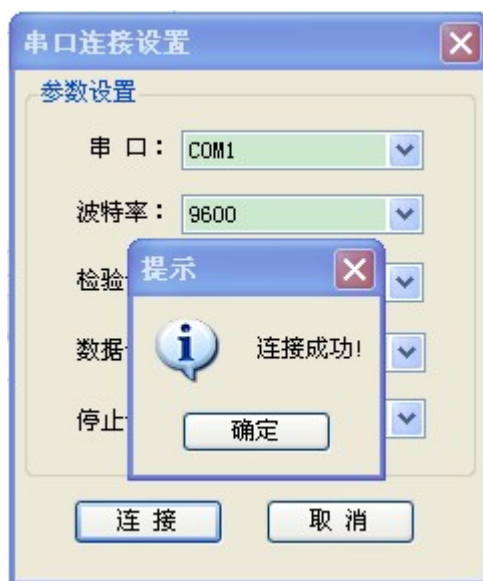 串口连接设置
参数设置
串 口：
COM1
波特率：
9600
检验
提示
数据
连接成功!
停止
确定
连 接
取 消